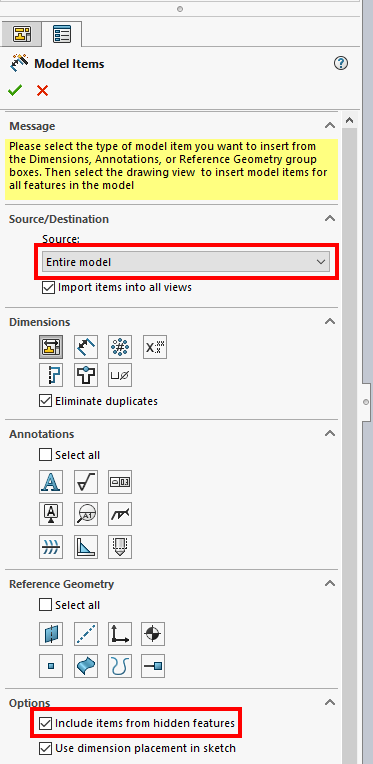 Model Items
Message
Please select the type of model item you want to insert from
the Dimensions, Annotations, or Reference Geometry group
boxes. Then select the drawing view to insert model items for
all features in the model
Source/Destination
Source:
Entire model
Import items into all views
Dimensions
X.xx
Eliminate duplicates
Annotations
Select all
A
A1
Reference Geometry
Select all
Options
Include items from hidden features
Use dimension placement in sketch